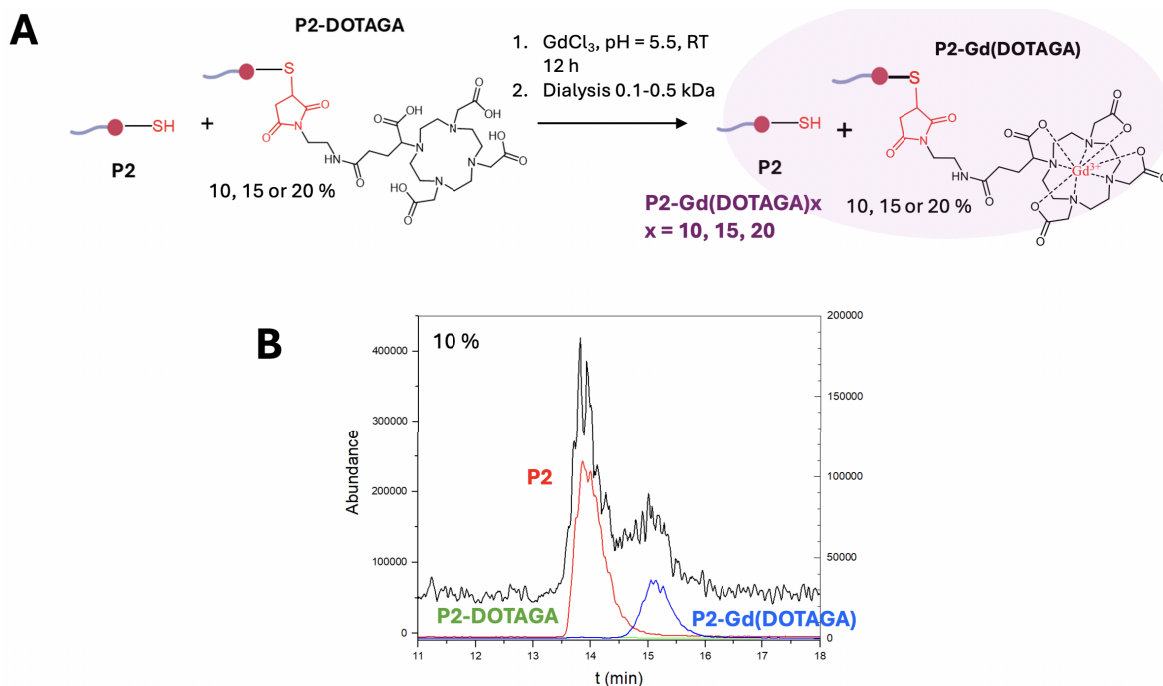 A
P2-DOTAGA
1. GdCl3, pH = 5.5, RT
12 h
2. Dialysis 0.1-0.5 kDa
P2-Gd(DOTAGA)
SH
+
P2
S
O
N
O
NH
O
O
OH
N
N
N
N
O
OH
HO
O
HO
O
10, 15 or 20 %
SH
+
P2
S
O
N
O
NH
O
O
O
N
N
N
N
Gd3+
O
O
O
O
O
O
P2-Gd(DOTAGA)x
x = 10, 15, 20
10, 15 or 20 %
B
10 %
Abundance
400000
300000
200000
100000
0
200000
150000
100000
50000
0
P2
P2-DOTAGA
P2-Gd(DOTAGA)
11 12 13 14 15 16 17 18
t (min)